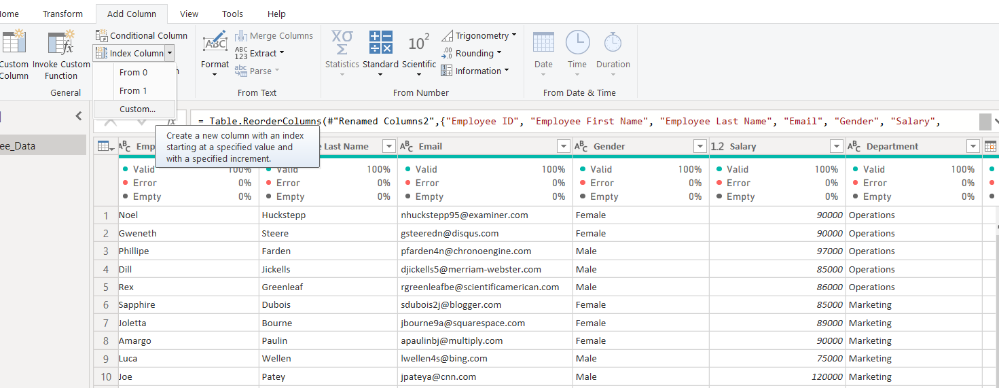 ome Transform Add Column View Tools Help
Custom Column
Invoke Custom Function
Conditional Column
Index Column
From 0
From 1
Custom...
General
Format
Merge Columns
Extract
Parse
From Text
Statistics
Standard
Scientific
Trigonometry
Rounding
Information
From Number
Date
Time
Duration
From Date & Time
= Table.ReorderColumns(#"Renamed Columns2",{"Employee ID", "Employee First Name", "Employee Last Name", "Email", "Gender", "Salary",
Create a new column with an index
starting at a specified value and
with a specified increment.
ee_Data
Emp Last Name Email Gender 1.2 Salary Department
Valid 100% Valid 100% Valid 100% Valid 100% Valid 100% Valid 100%
Error 0% Error 0% Error 0% Error 0% Error 0% Error 0%
Empty 0% Empty 0% Empty 0% Empty 0% Empty 0% Empty 0%
1 Noel Huckstepp nhuckstepp95@examiner.com Female 90000 Operations
2 Gweneth Steere gsteeredn@disqus.com Female 90000 Operations
3 Phillipe Farden pfarden4n@chronoengine.com Male 97000 Operations
4 Dill Jickells djickells5@merriam-webster.com Male 85000 Operations
5 Rex Greenleaf rgreenleafbe@scientificamerican.com Male 86000 Operations
6 Sapphire Dubois sdubois2j@blogger.com Female 85000 Marketing
7 Joletta Bourne jbourne9a@squarespace.com Female 89000 Marketing
8 Amargo Paulin apaulinbj@multiply.com Female 90000 Marketing
9 Luca Wellen lwellen4s@bing.com Male 75000 Marketing
10 Joe Patey jpateya@cnn.com Male 120000 Marketing